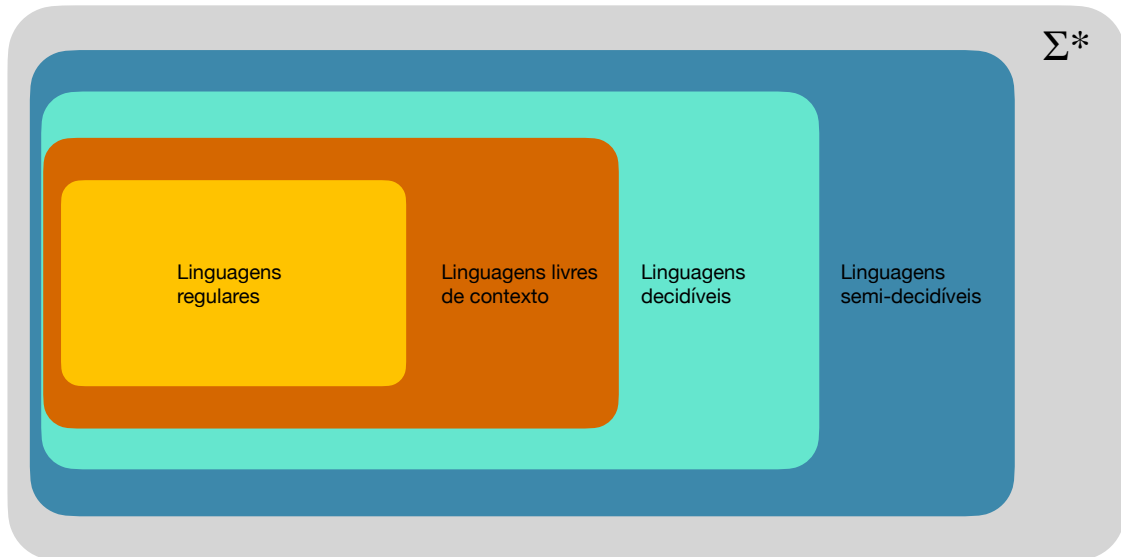 Σ*
Linguagens
regulares
Linguagens livres
de contexto
Linguagens
decidíveis
Linguagens
semi-decidíveis